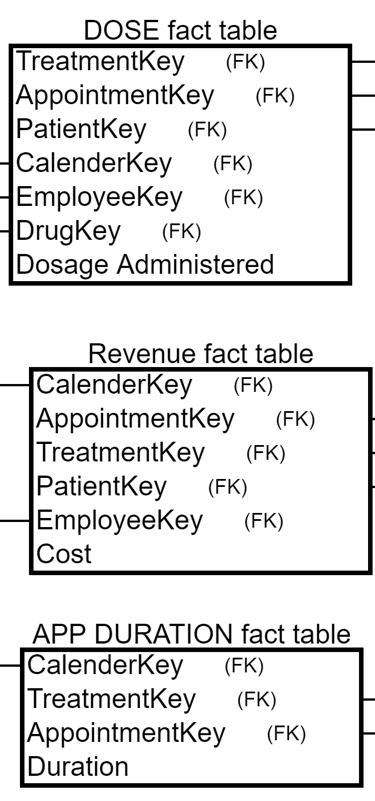 DOSE fact table
TreatmentKey (FK)
AppointmentKey (FK)
PatientKey (FK)
CalenderKey (FK)
EmployeeKey (FK)
DrugKey (FK)
Dosage Administered
Revenue fact table
CalenderKey (FK)
AppointmentKey (FK)
TreatmentKey (FK)
PatientKey (FK)
EmployeeKey (FK)
Cost
APP DURATION fact table
CalenderKey (FK)
TreatmentKey (FK)
AppointmentKey (FK)
Duration